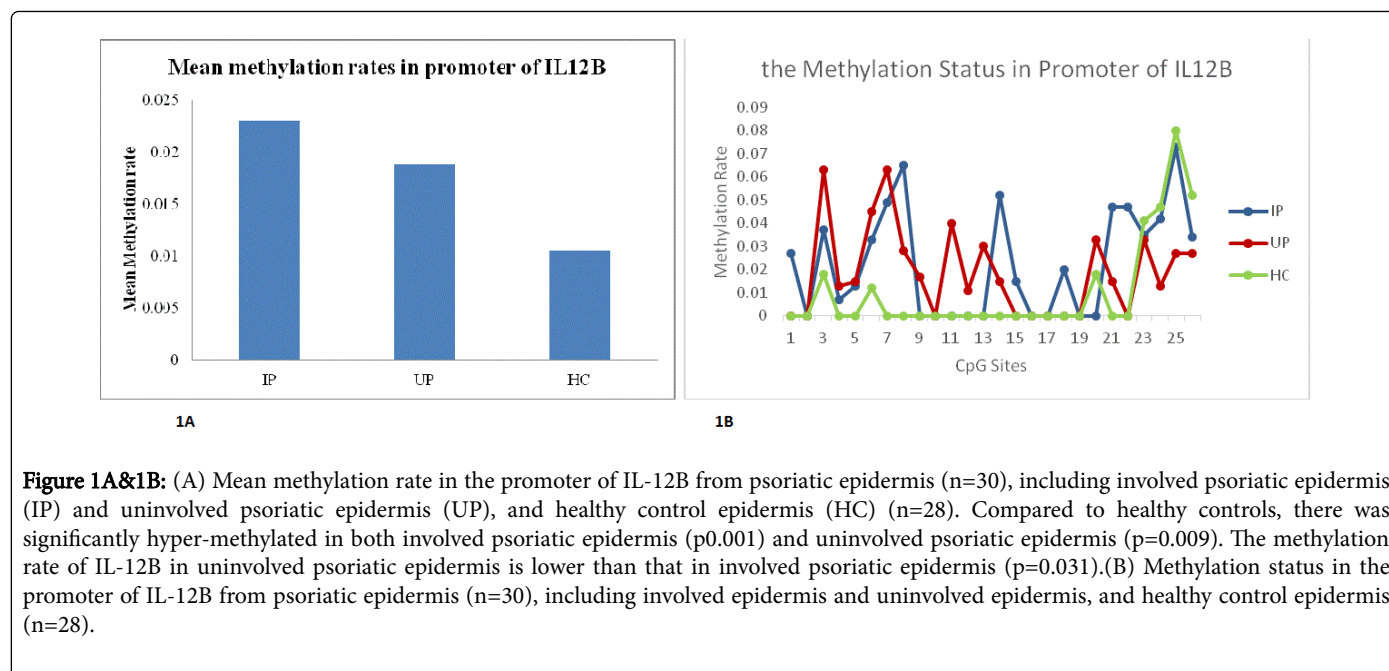 Mean methylation rates in promoter of IL12B
Mean Methylation rate
0.025
0.02
0.015
0.01
0.005
0
IP UP HC
1A
the Methylation Status in Promoter of IL12B
Methylation Rate
0.09
0.08
0.07
0.06
0.05
0.04
0.03
0.02
0.01
0
1 3 5 7 9 11 13 15 17 19 21 23 25
CpG Sites
IP
UP
HC
1B
Figure 1A&1B: (A) Mean methylation rate in the promoter of IL-12B from psoriatic epidermis (n=30), including involved psoriatic epidermis
(IP) and uninvolved psoriatic epidermis (UP), and healthy control epidermis (HC) (n=28). Compared to healthy controls, there was
significantly hyper-methylated in both involved psoriatic epidermis (p0.001) and uninvolved psoriatic epidermis (p=0.009). The methylation
rate of IL-12B in uninvolved psoriatic epidermis is lower than that in involved psoriatic epidermis (p=0.031).(B) Methylation status in the
promoter of IL-12B from psoriatic epidermis (n=30), including involved epidermis and uninvolved epidermis, and healthy control epidermis
(n=28).